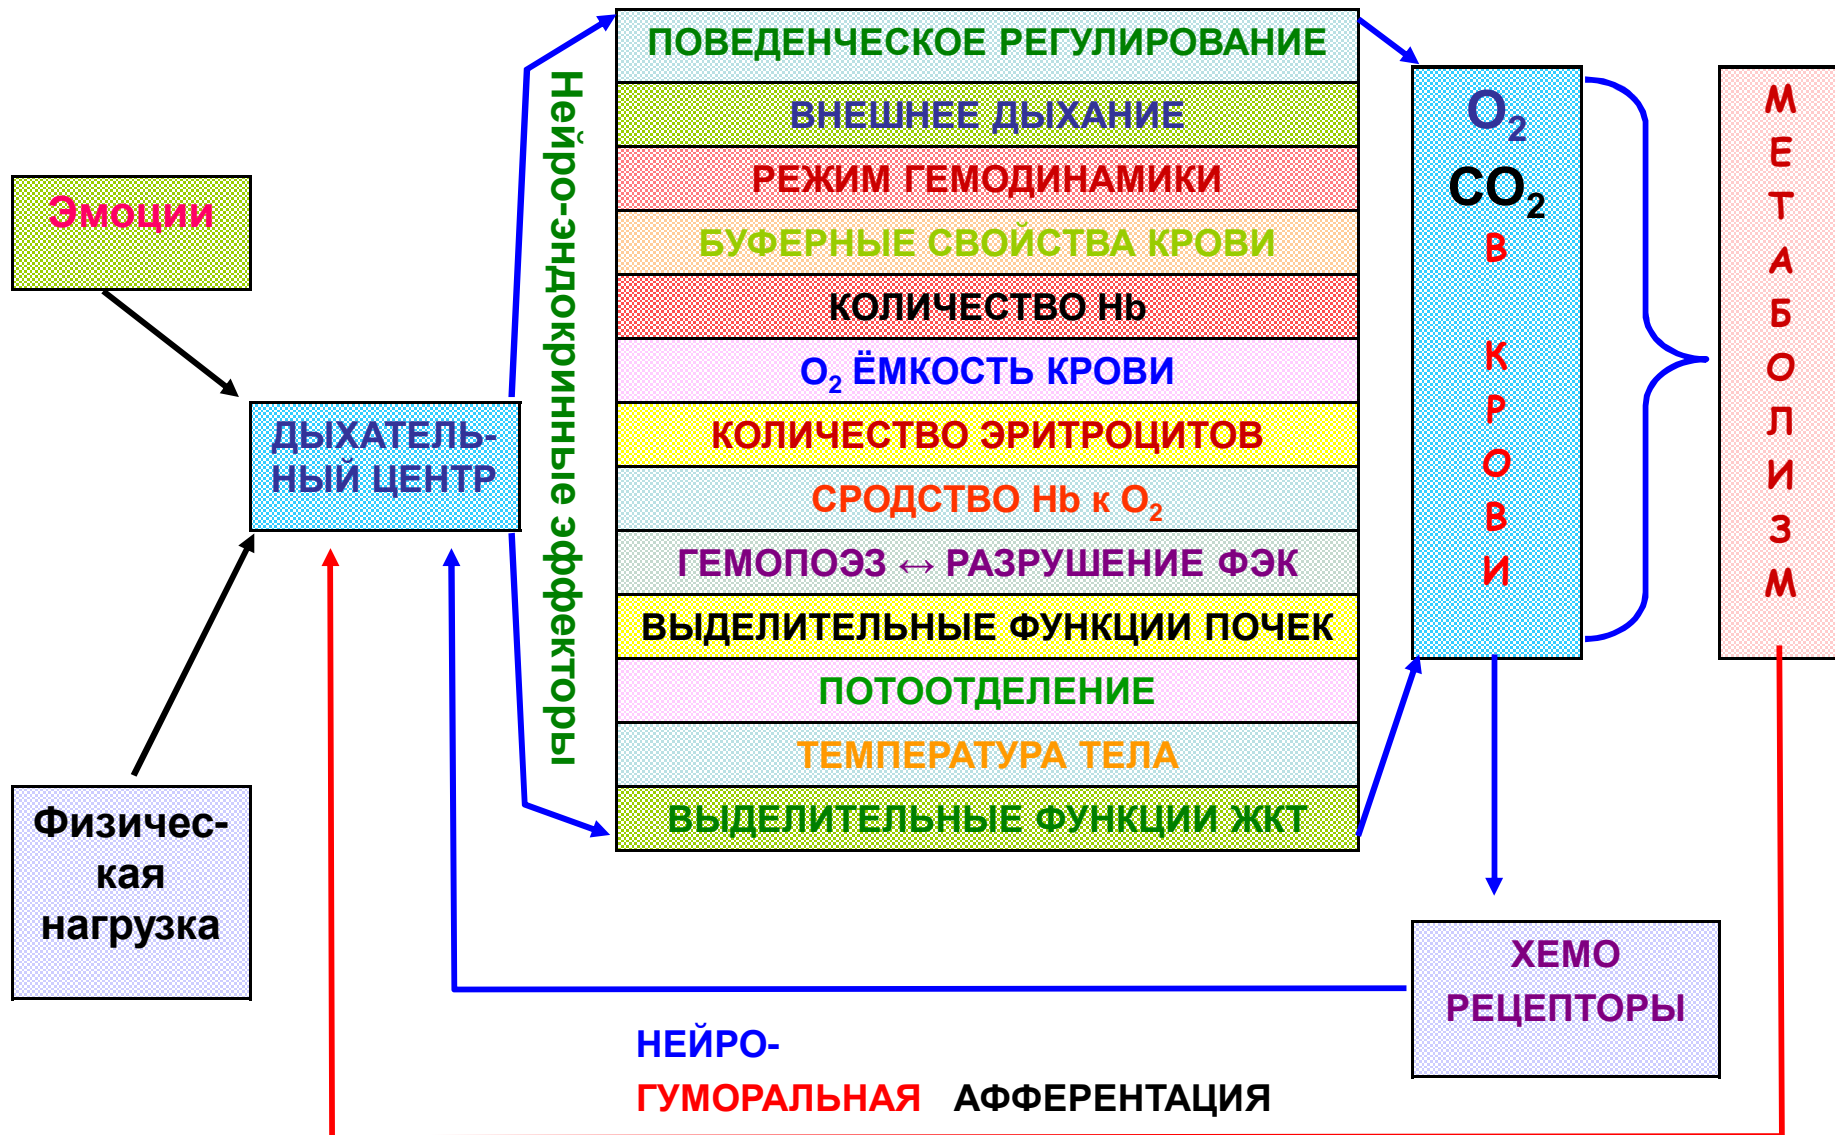 ПОВЕДЕНЧЕСКОЕ РЕГУЛИРОВАНИЕ
ВНЕШНЕЕ ДЫХАНИЕ
РЕЖИМ ГЕМОДИНАМИКИ
БУФЕРНЫЕ СВОЙСТВА КРОВИ
КОЛИЧЕСТВО Hb
O₂ ЁМКОСТЬ КРОВИ
КОЛИЧЕСТВО ЭРИТРОЦИТОВ
СРОДСТВО Hb к O₂
ГЕМОПОЭЗ ↔ РАЗРУШЕНИЕ ФЭК
ВЫДЕЛИТЕЛЬНЫЕ ФУНКЦИИ ПОЧЕК
ПОТООТДЕЛЕНИЕ
ТЕМПЕРАТУРА ТЕЛА
ВЫДЕЛИТЕЛЬНЫЕ ФУНКЦИИ ЖКТ
Нейро-эндокринные эффекторы
Эмоции
ДЫХАТЕЛЬ-
НЫЙ ЦЕНТР
Физичес-
кая
нагрузка
O₂
CO₂
В
КРОВИ
МЕТАБОЛИЗМ
ХЕМО
РЕЦЕПТОРЫ
НЕЙРО-
ГУМОРАЛЬНАЯ АФФЕРЕНТАЦИЯ